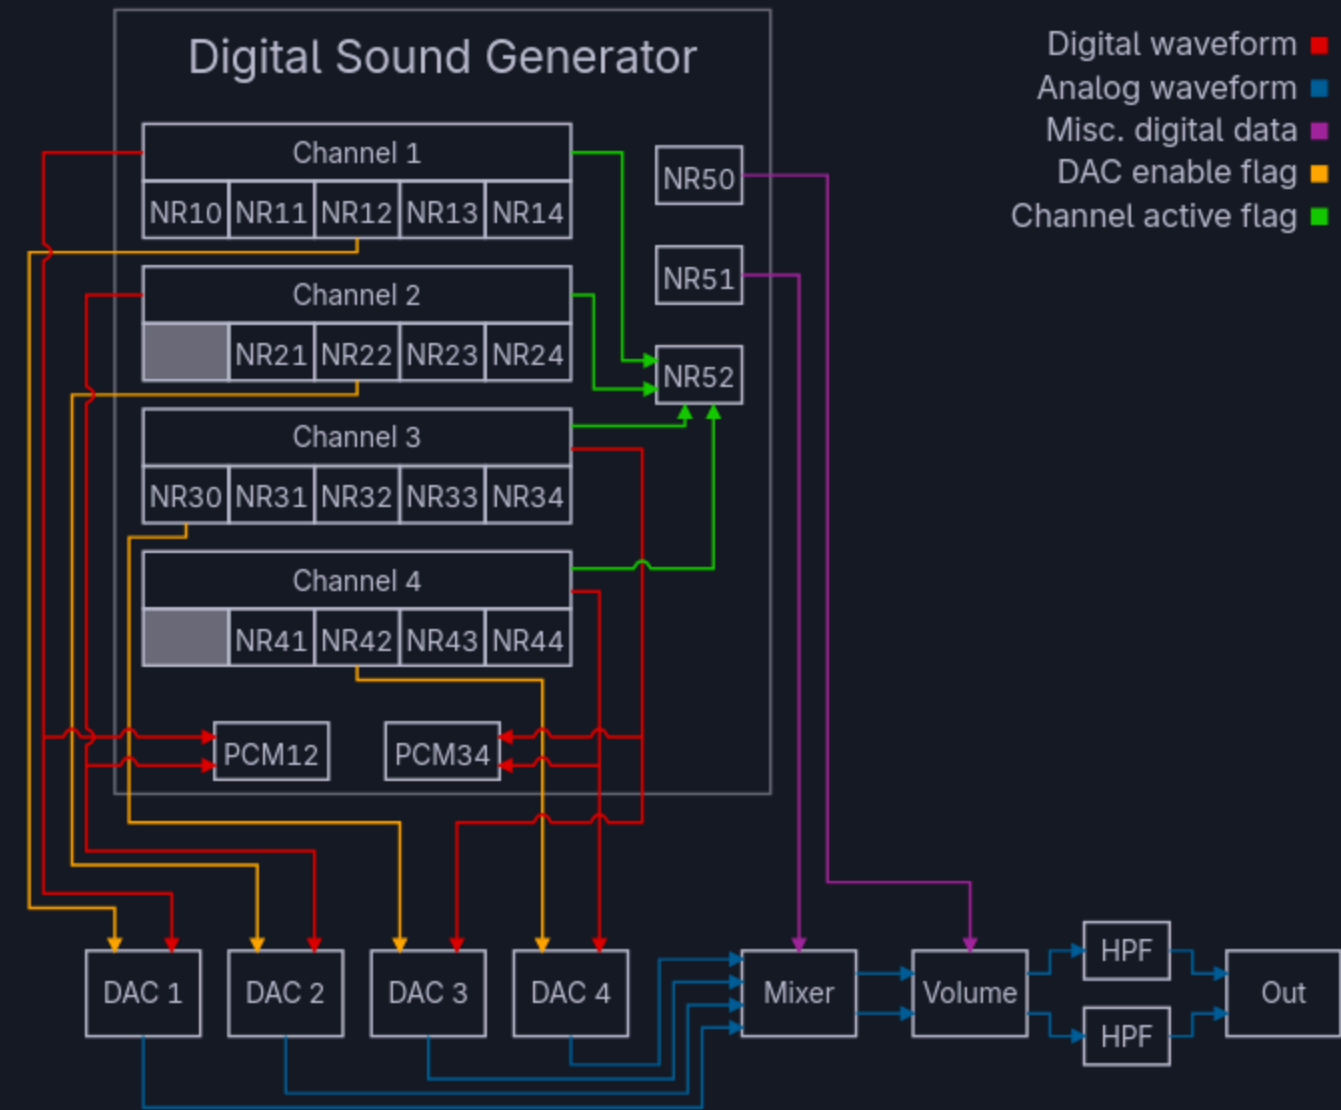 Digital Sound Generator
Digital waveform
Analog waveform
Misc. digital data
DAC enable flag
Channel active flag
Channel 1
NR10 NR11 NR12 NR13 NR14
NR50
Channel 2
NR21 NR22 NR23 NR24
NR51
NR52
Channel 3
NR30 NR31 NR32 NR33 NR34
Channel 4
NR41 NR42 NR43 NR44
PCM12 PCM34
DAC 1 DAC 2 DAC 3 DAC 4 Mixer Volume
HPF
HPF
Out